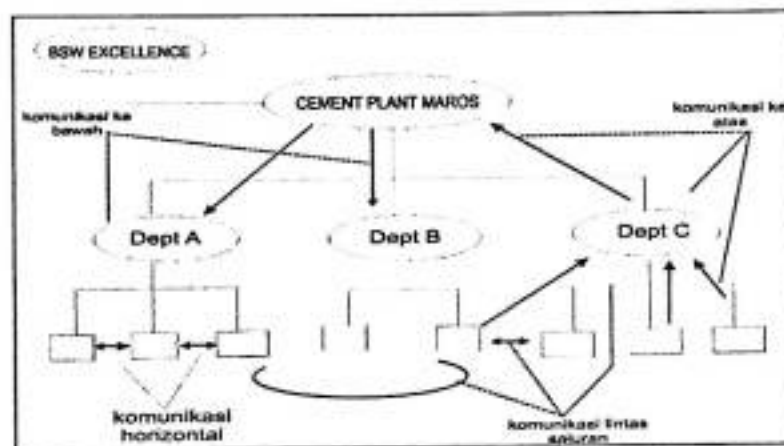 BSW EXCELLENCE
CEMENT PLANT MAROS
komunikasi ke
bawah
komunikasi ke
atas
Dept A
Dept B
Dept C
komunikasi
horizontal
komunikasi lintas
saluran